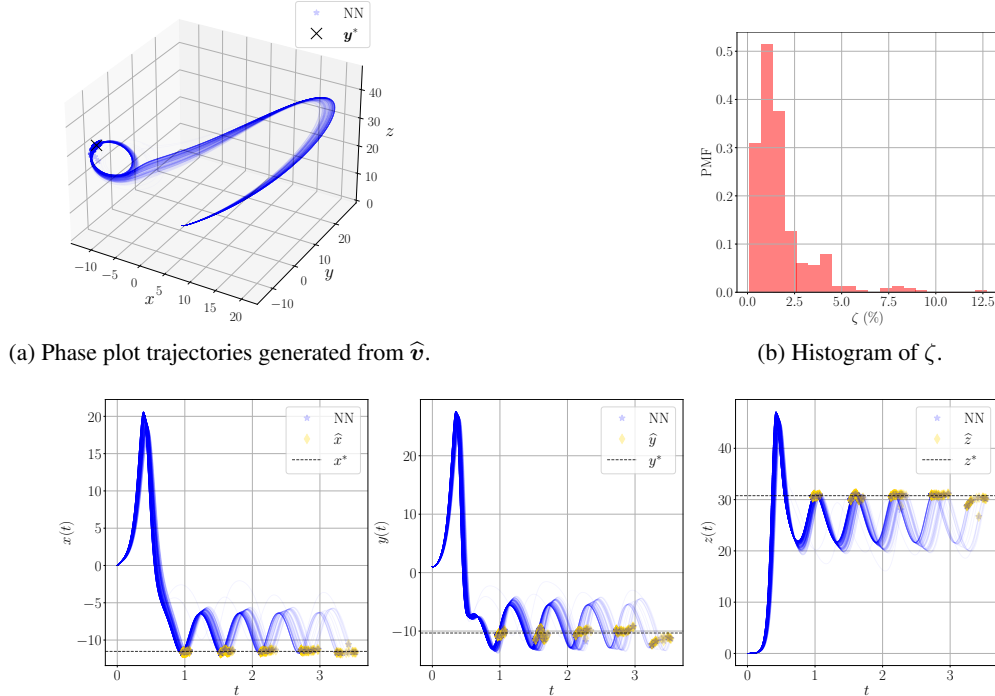 NN
y*
40
30
20
10
0
z
−10
−5
0
5
10
15
20
x
−10
0
10
20
y
0.5
0.4
0.3
0.2
0.1
0.0
PMF
0.0 2.5 5.0 7.5 10.0 12.5
ζ (%)
(a) Phase plot trajectories generated from v̂.
(b) Histogram of ζ.
20
15
10
5
0
−5
−10
x(t)
NN
x̂
x*
0 1 2 3
t
20
10
0
−10
y(t)
NN
ŷ
y*
0 1 2 3
t
40
30
20
10
0
z(t)
NN
ẑ
z*
0 1 2 3
t